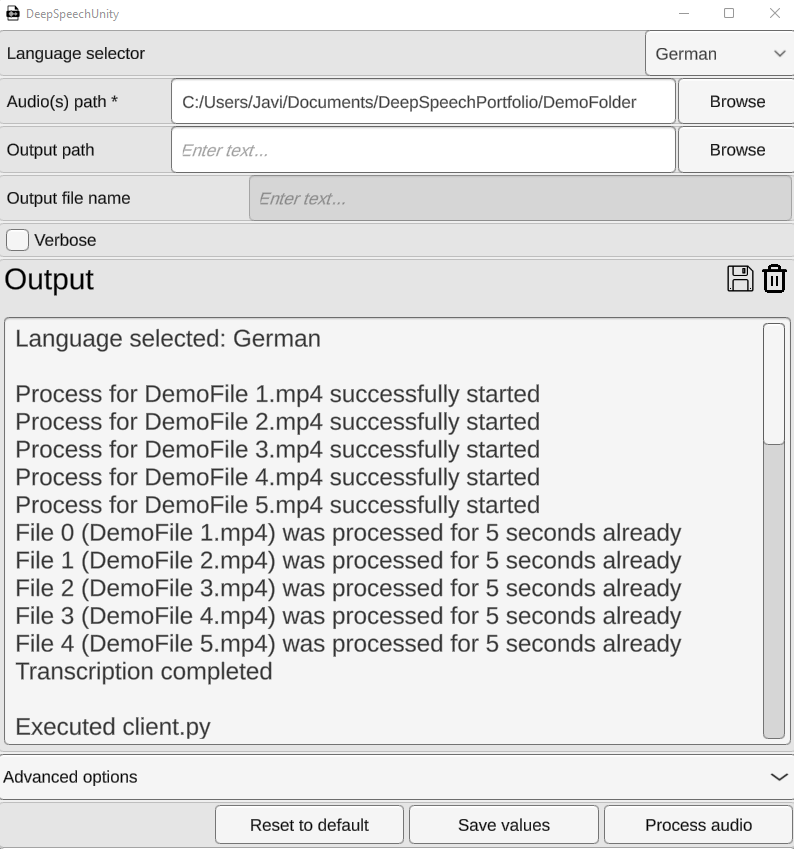 DeepSpeechUnity
Language selector
German
Audio(s) path *
C:/Users/Javi/Documents/DeepSpeechPortfolio/DemoFolder
Browse
Output path
Enter text...
Browse
Output file name
Enter text...
Verbose
Output
Language selected: German
Process for DemoFile 1.mp4 successfully started
Process for DemoFile 2.mp4 successfully started
Process for DemoFile 3.mp4 successfully started
Process for DemoFile 4.mp4 successfully started
Process for DemoFile 5.mp4 successfully started
File 0 (DemoFile 1.mp4) was processed for 5 seconds already
File 1 (DemoFile 2.mp4) was processed for 5 seconds already
File 2 (DemoFile 3.mp4) was processed for 5 seconds already
File 3 (DemoFile 4.mp4) was processed for 5 seconds already
File 4 (DemoFile 5.mp4) was processed for 5 seconds already
Transcription completed
Executed client.py
Advanced options
Reset to default
Save values
Process audio